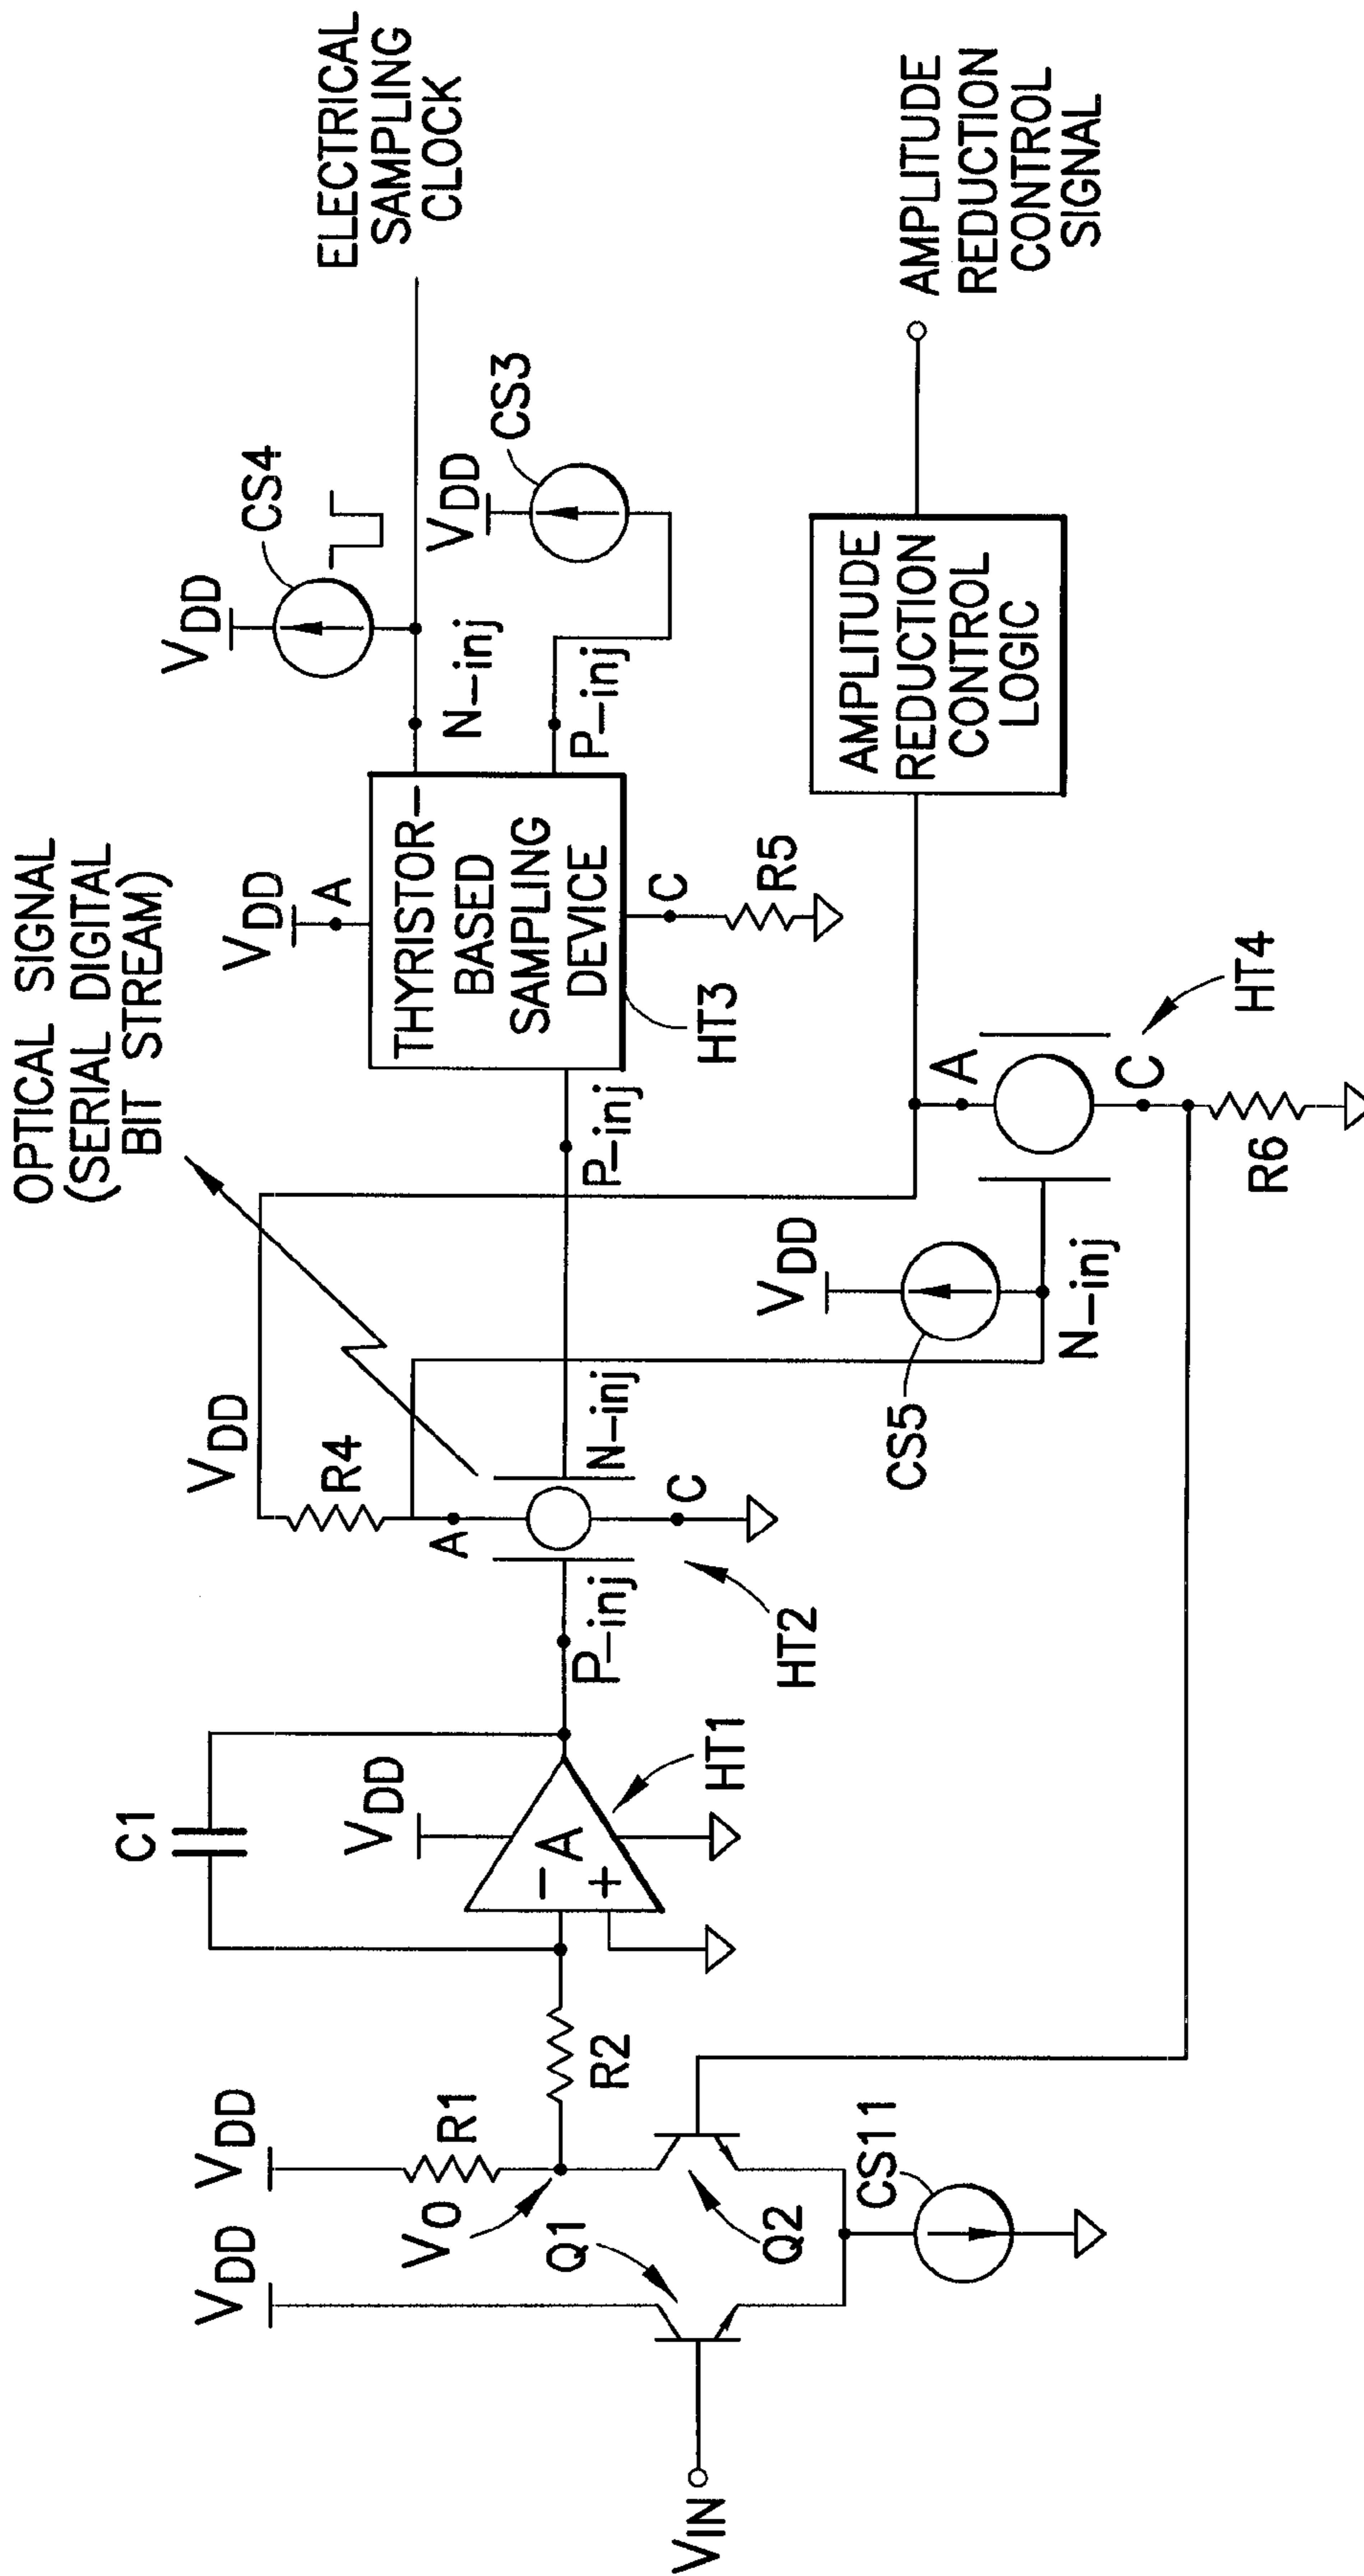 OPTICAL SIGNAL
(SERIAL DIGITAL
BIT STREAM)
ELECTRICAL
SAMPLING
CLOCK
CS4
VDD
VDD
CS3
N-inj
P-inj
VDD
A
THYRISTOR-
BASED
SAMPLING
DEVICE
HT3
C
R5
P-inj
VDD
R4
A
N-inj
C
P-inj
HT2
C1
VDD
A
-
+
HT1
VDD
VDD
R1
VO
R2
Q1
Q2
CS11
VIN
VDD
CS5
N-inj
A
C
HT4
R6
AMPLITUDE
REDUCTION
CONTROL
LOGIC
AMPLITUDE
REDUCTION
CONTROL
SIGNAL